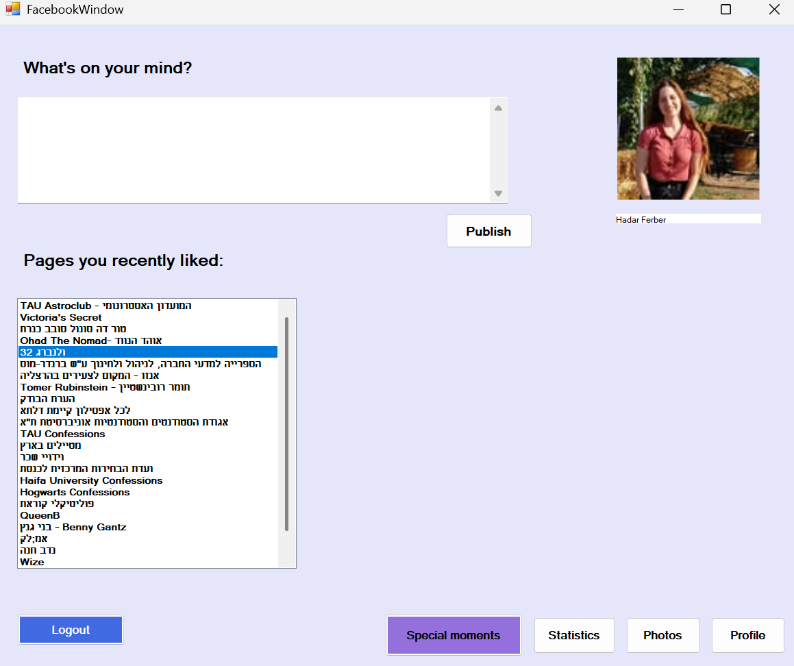 FacebookWindow
What's on your mind?
Publish
Hadar Ferber
Pages you recently liked:
TAU Astroclub - המועדון האסטרונומי
Victoria's Secret
טור דה סונול סובב כנרת
Ohad The Nomad- אוהד הנווד
ולנברג 32
הספרייה למדעי החברה, לניהול ולחינוך ע"ש ברנדר-מוס
אנזו - המקום לצעירים בהרצליה
Tomer Rubinstein - תומר רובינשטיין
הערת הבודק
לכל אפסילון קיימת דלתא
אגודת הסטודנטים והסטודנטיות אוניברסיטת ת"א
TAU Confessions
מטיילים בארץ
וידויי שכר
ועדת הבחירות המרכזית לכנסת
Haifa University Confessions
Hogwarts Confessions
פוליטיקלי קוראת
QueenB
בני גנץ - Benny Gantz
אמ;לק
נדב חנה
Wize
Logout
Special moments
Statistics
Photos
Profile